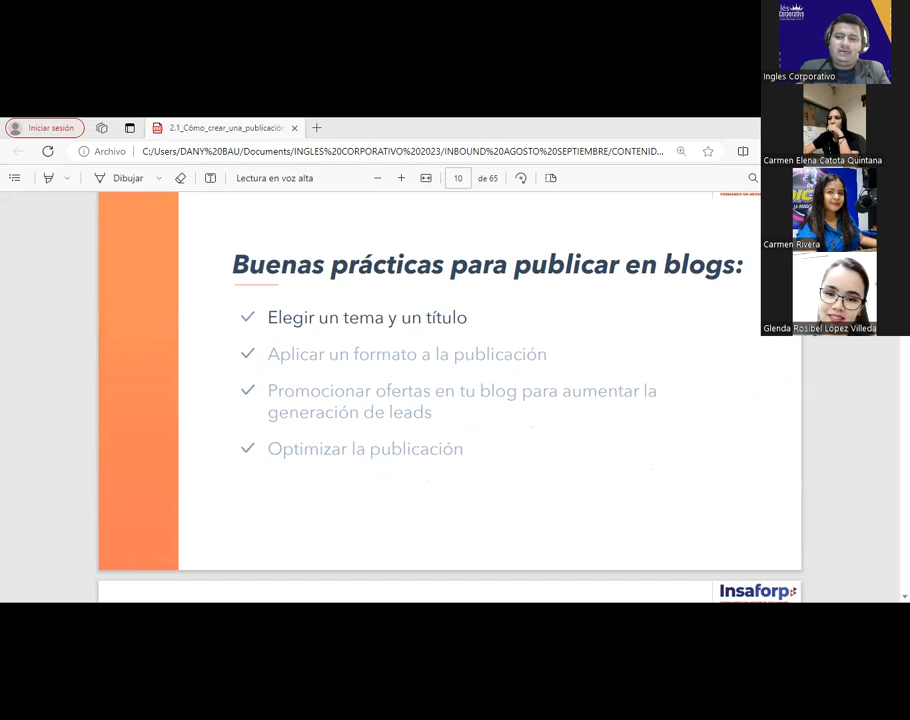 Iniciar sesión
2.1_Cómo_crear_una_publicación
Archivo
C:/Users/DANY%20BAU/Documents/INGLES%20CORPORATIVO%202023/INBOUND%20AGOSTO%20SEPTIEMBRE/CONTENID...
Dibujar
Lectura en voz alta
10
de 65
Buenas prácticas para publicar en blogs:
Elegir un tema y un título
Aplicar un formato a la publicación
Promocionar ofertas en tu blog para aumentar la
generación de leads
Optimizar la publicación
Insaforp
Corporativo
Ingles Corporativo
Carmen Elena Catota Quintana
Carmen Rivera
Glenda Rosibel López Villeda